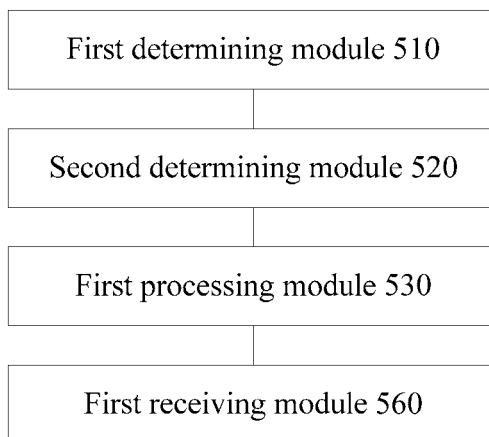 First determining module 510
Second determining module 520
First processing module 530
First receiving module 560